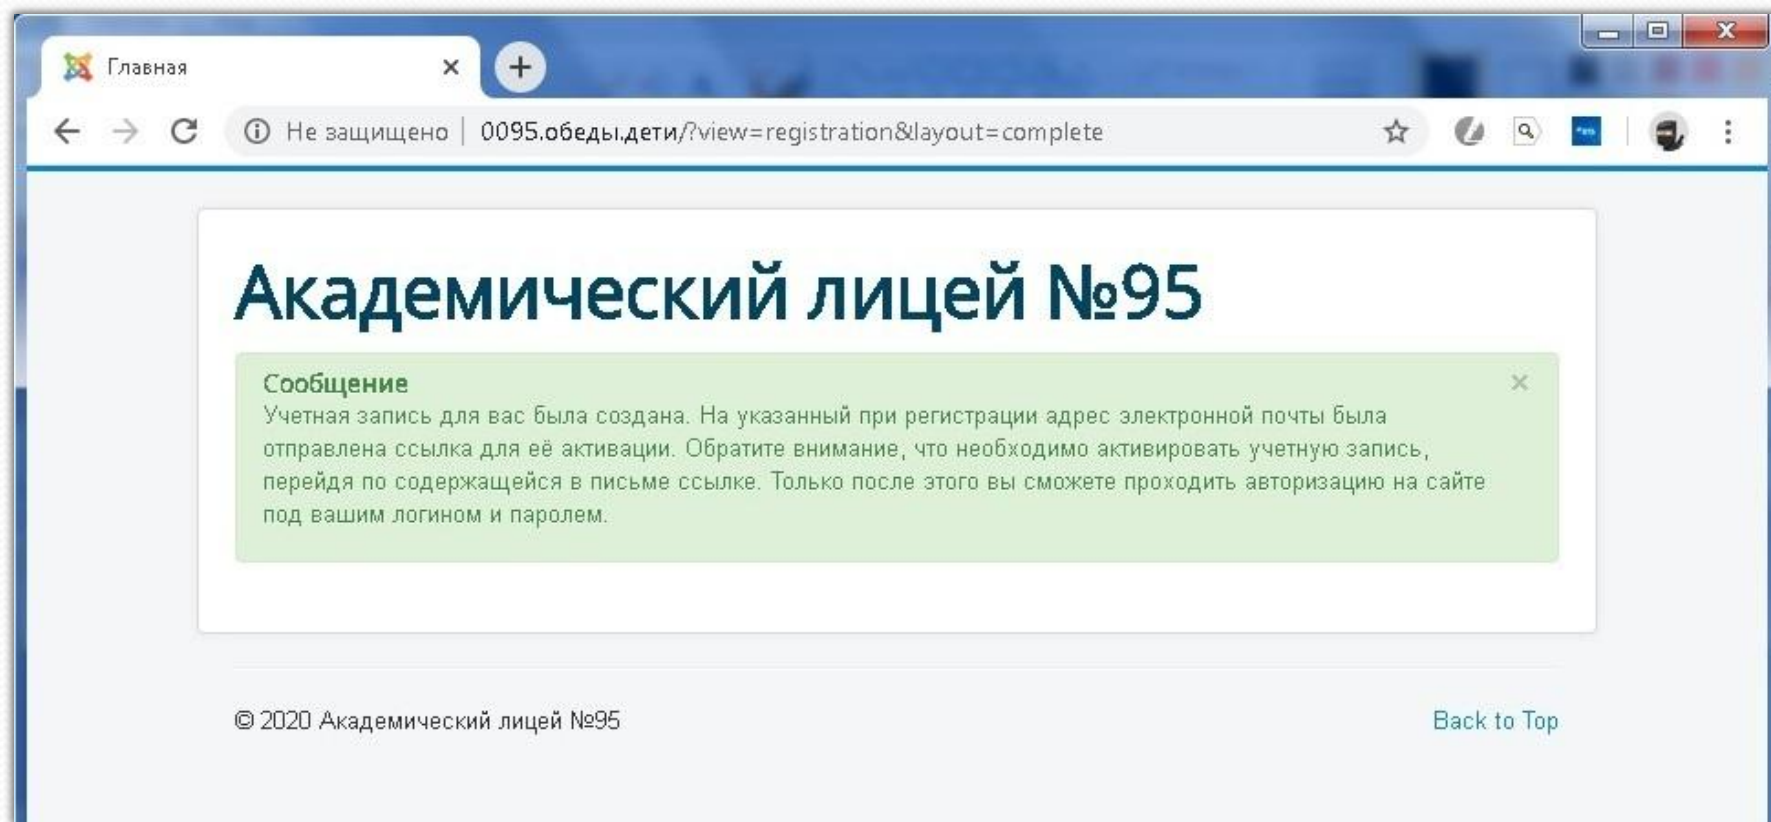 Главная
Не защищено | 0095.обеды.дети/?view=registration&layout=complete
Академический лицей №95
Сообщение
Учетная запись для вас была создана. На указанный при регистрации адрес электронной почты была
отправлена ссылка для её активации. Обратите внимание, что необходимо активировать учетную запись,
перейдя по содержащейся в письме ссылке. Только после этого вы сможете проходить авторизацию на сайте
под вашим логином и паролем.
© 2020 Академический лицей №95
Back to Top